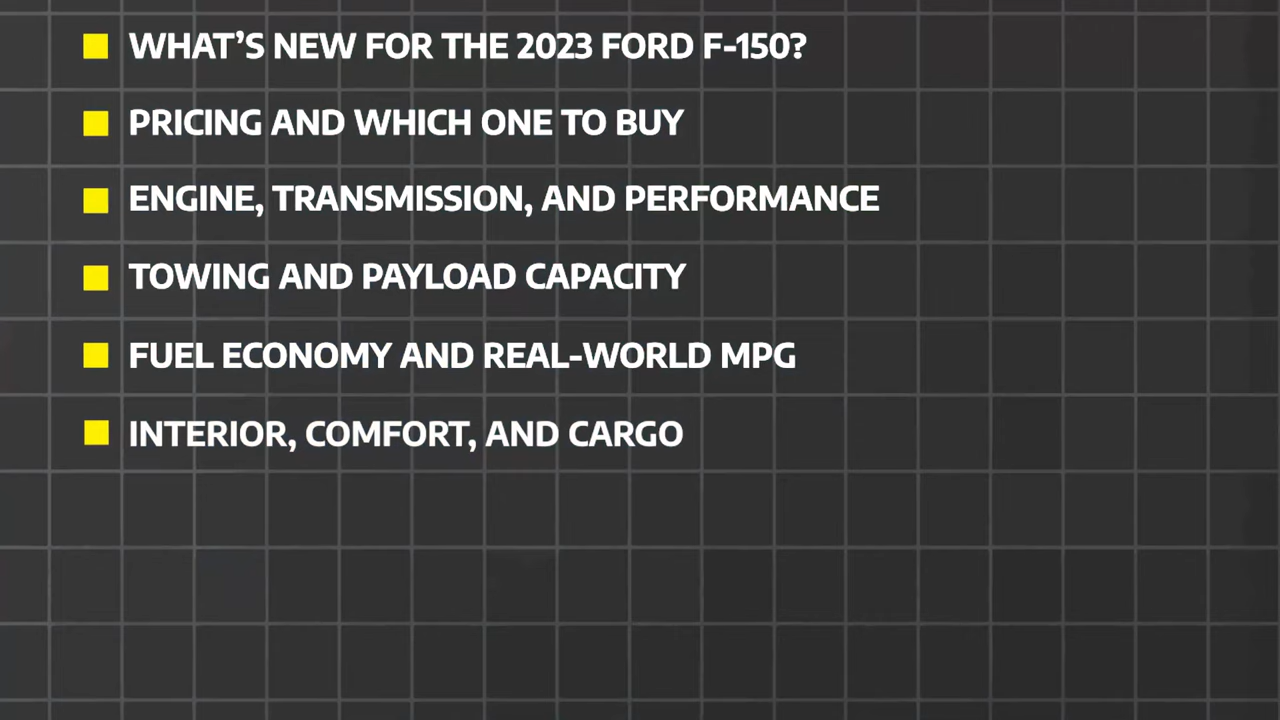 WHAT’S NEW FOR THE 2023 FORD F-150?
PRICING AND WHICH ONE TO BUY
ENGINE, TRANSMISSION, AND PERFORMANCE
TOWING AND PAYLOAD CAPACITY
FUEL ECONOMY AND REAL-WORLD MPG
INTERIOR, COMFORT, AND CARGO